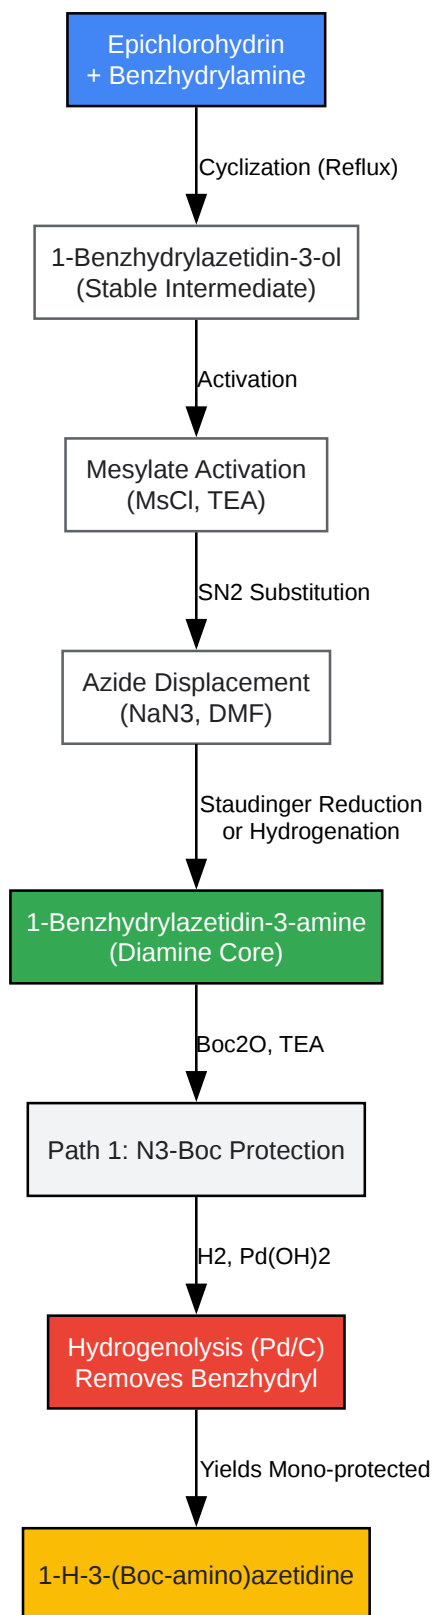 Epichlorohydrin
+ Benzhydrylamine
Cyclization (Reflux)
1-Benzhydrylazetidin-3-ol
(Stable Intermediate)
Activation
Mesylate Activation
(MsCl, TEA)
SN2 Substitution
Azide Displacement
(NaN3, DMF)
Staudinger Reduction
or Hydrogenation
1-Benzhydrylazetidin-3-amine
(Diamine Core)
Boc2O, TEA
Path 1: N3-Boc Protection
H2, Pd(OH)2
Hydrogenolysis (Pd/C)
Removes Benzhydryl
Yields Mono-protected
1-H-3-(Boc-amino)azetidine